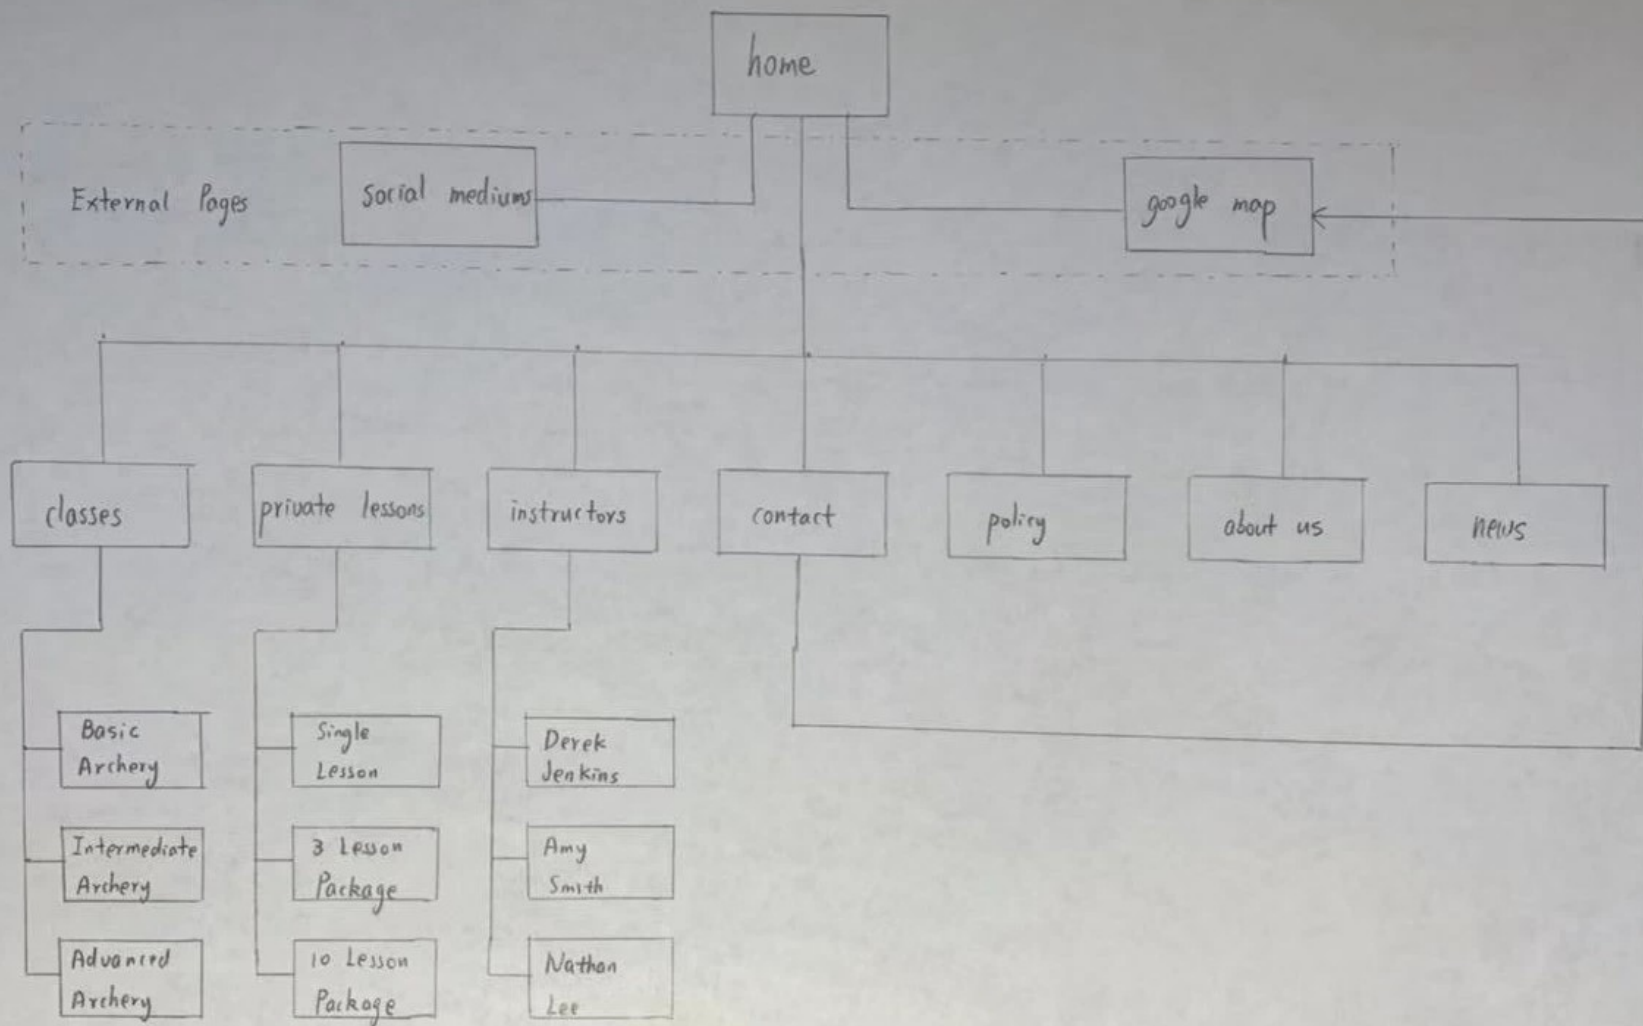 home
External Pages
Social mediums
google map
classes
private lessons
instructors
contact
policy
about us
news
Basic
Archery
Intermediate
Archery
Advanced
Archery
Single
Lesson
3 Lesson
Package
10 Lesson
Package
Derek
Jenkins
Amy
Smith
Nathan
Lee